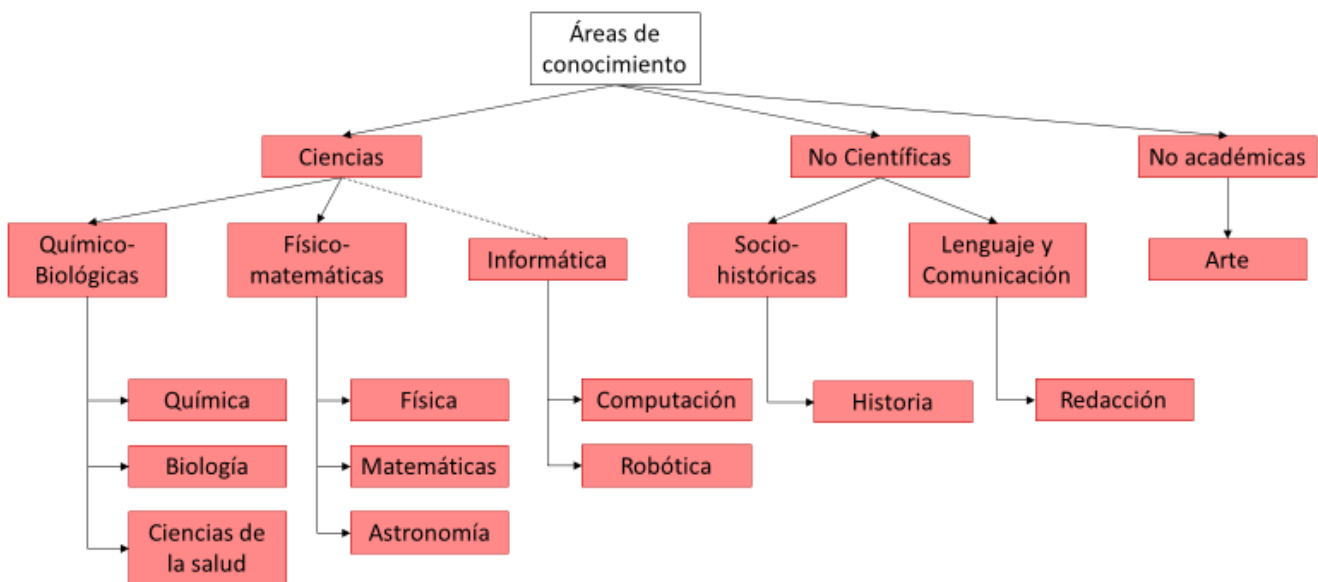 Áreas de
conocimiento
Ciencias
No Científicas
No académicas
Químico-
Biológicas
Físico-
matemáticas
Informática
Socio-
históricas
Lenguaje y
Comunicación
Arte
Química
Física
Computación
Historia
Redacción
Biología
Matemáticas
Robótica
Ciencias de
la salud
Astronomía